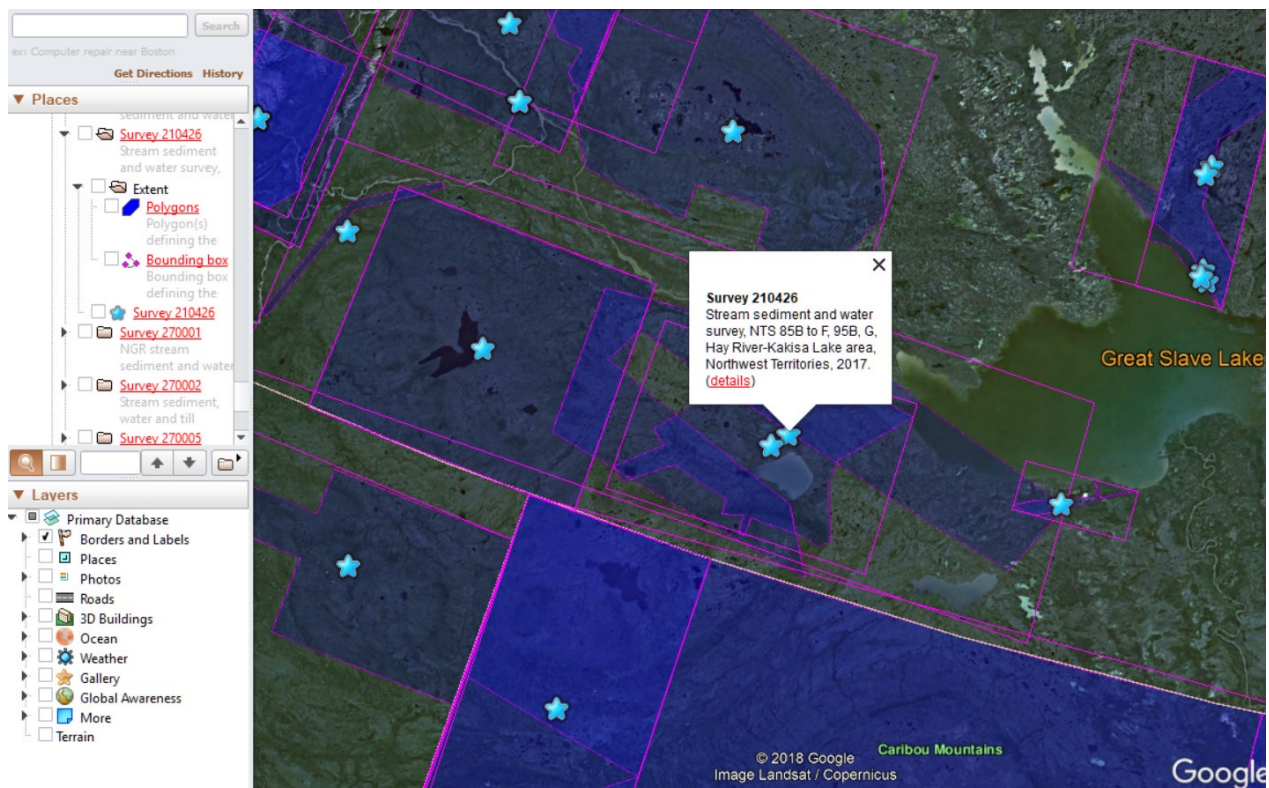 Search
ex: Computer repair near Boston
Get Directions History
Places
sediment and water
Survey 210426
Stream sediment
and water survey,
Extent
Polygons
Polygon(s)
defining the
Bounding box
Bounding box
defining the
Survey 210426
Survey 270001
NGR stream
sediment and water
Survey 270002
Stream sediment,
water and till
Survey 270005
Layers
Primary Database
Borders and Labels
Places
Photos
Roads
3D Buildings
Ocean
Weather
Gallery
Global Awareness
More
Terrain
Survey 210426
Stream sediment and water
survey, NTS 85B to F, 95B, G,
Hay River-Kakisa Lake area,
Northwest Territories, 2017.
(details)
Great Slave Lake
Caribou Mountains
© 2018 Google
Image Landsat / Copernicus
Google